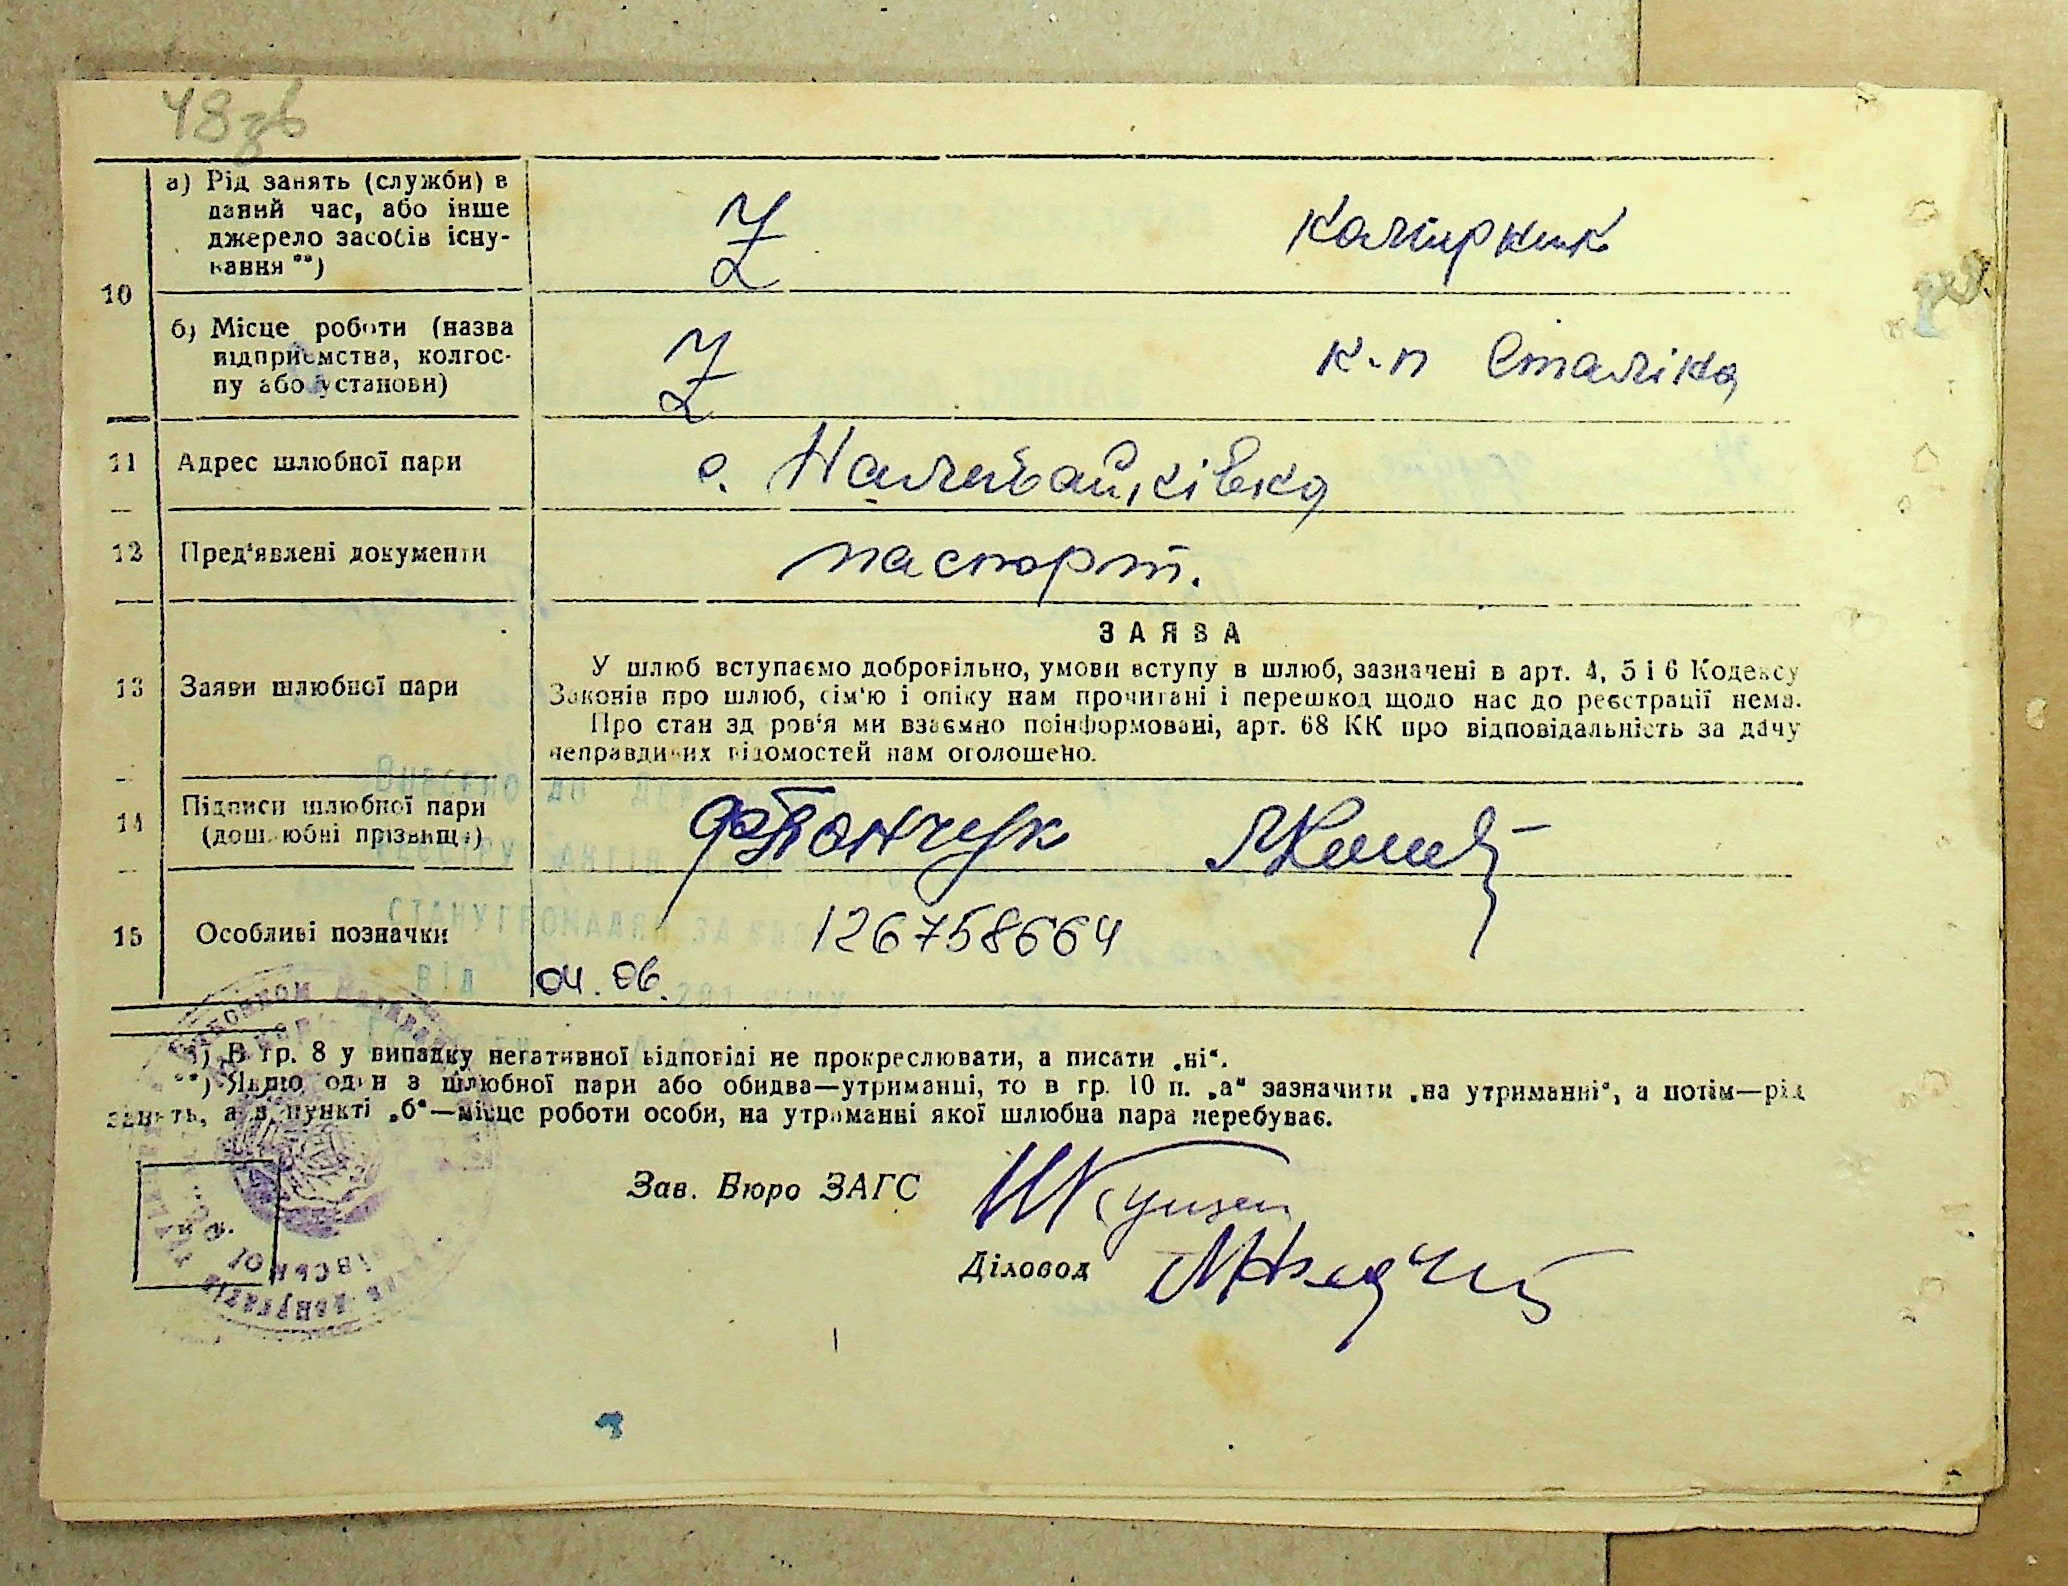 48зв
а) Рід занять (служби) в
даний час, або інше
джерело засобів існу-
вання **)
10
б) Місце роботи (назва
підприємства, колгос-
пу або установи)
к-п Сталіна
11 Адрес шлюбної пари с. Наливайківка
12 Пред'явлені документи паспорт.
ЗАЯВА
13 Заяви шлюбної пари
У шлюб вступаємо добровільно, умови вступу в шлюб, зазначені в арт. 4, 5 і 6 Кодексу
Законів про шлюб, сім'ю і опіку нам прочитані і перешкод щодо нас до реєстрації нема.
Про стан здоров'я ми взаємно поінформовані, арт. 68 КК про відповідальність за дачу
неправдивих відомостей нам оголошено.
14 Підписи шлюбної пари
(дошлюбні прізвища)
15 Особливі позначки 126758664
04. 06.
*) В гр. 8 у випадку негативної відповіді не прокреслювати, а писати „ні“.
**) Якщо один з шлюбної пари або обидва—утриманці, то в гр. 10 п. „а“ зазначити „на утриманні“, а потім—рід
занять, а в пункті „б“—місце роботи особи, на утриманні якої шлюбна пара перебуває.
Зав. Бюро ЗАГС
Діловод